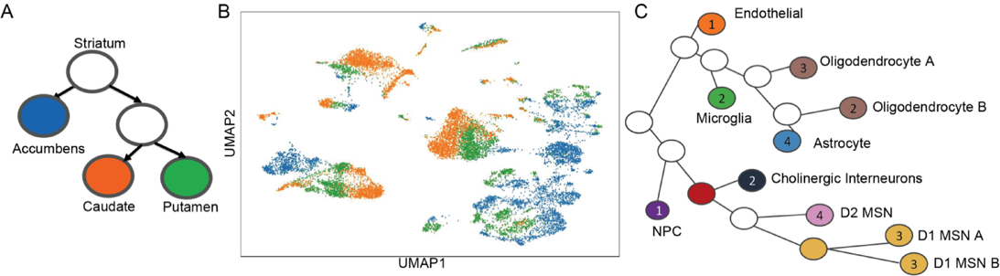 A
Striatum
Accumbens
Caudate
Putamen
B
UMAP2
UMAP1
C
1
Endothelial
3
Oligodendrocyte A
2
Microglia
2
Oligodendrocyte B
4
Astrocyte
2
Cholinergic Interneurons
1
NPC
4
D2 MSN
3
D1 MSN A
3
D1 MSN B